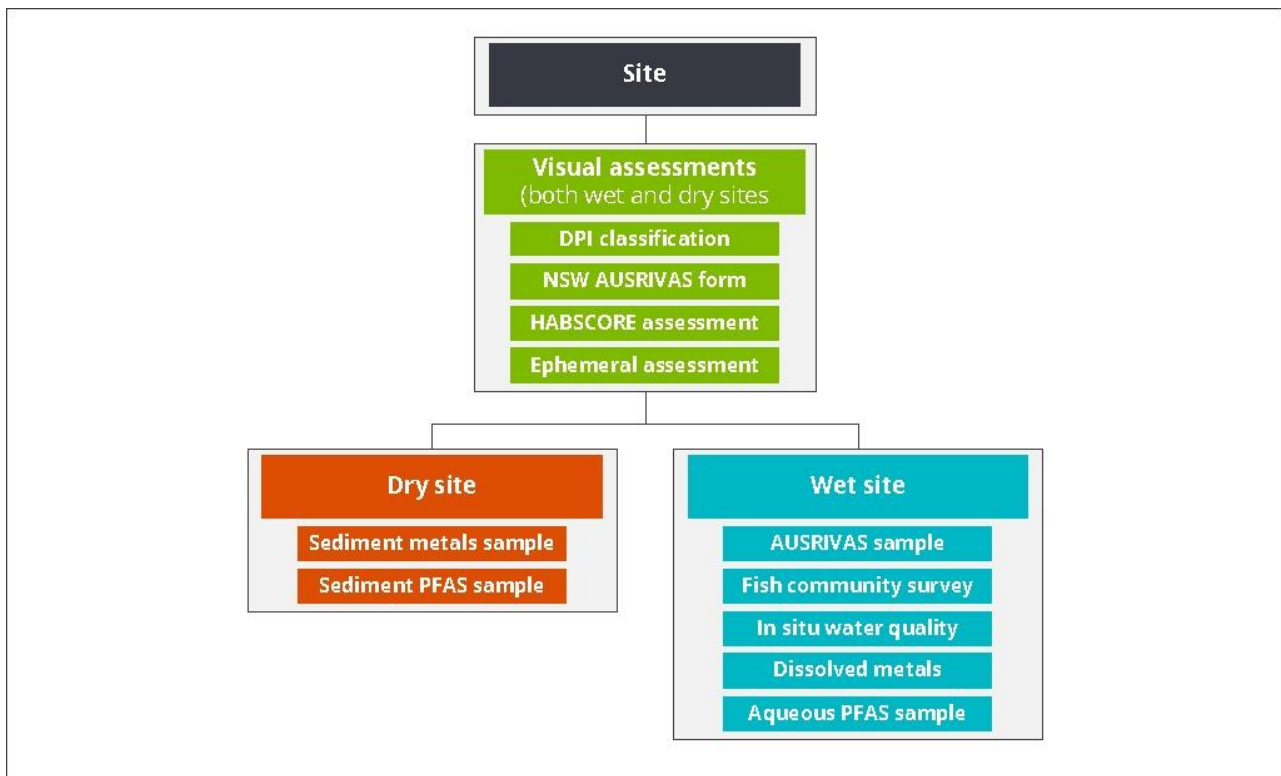 Site
Visual assessments
(both wet and dry sites
DPI classification
NSW AUSRIVAS form
HABSCORE assessment
Ephemeral assessment
Dry site
Sediment metals sample
Sediment PFAS sample
Wet site
AUSRIVAS sample
Fish community survey
In situ water quality
Dissolved metals
Aqueous PFAS sample